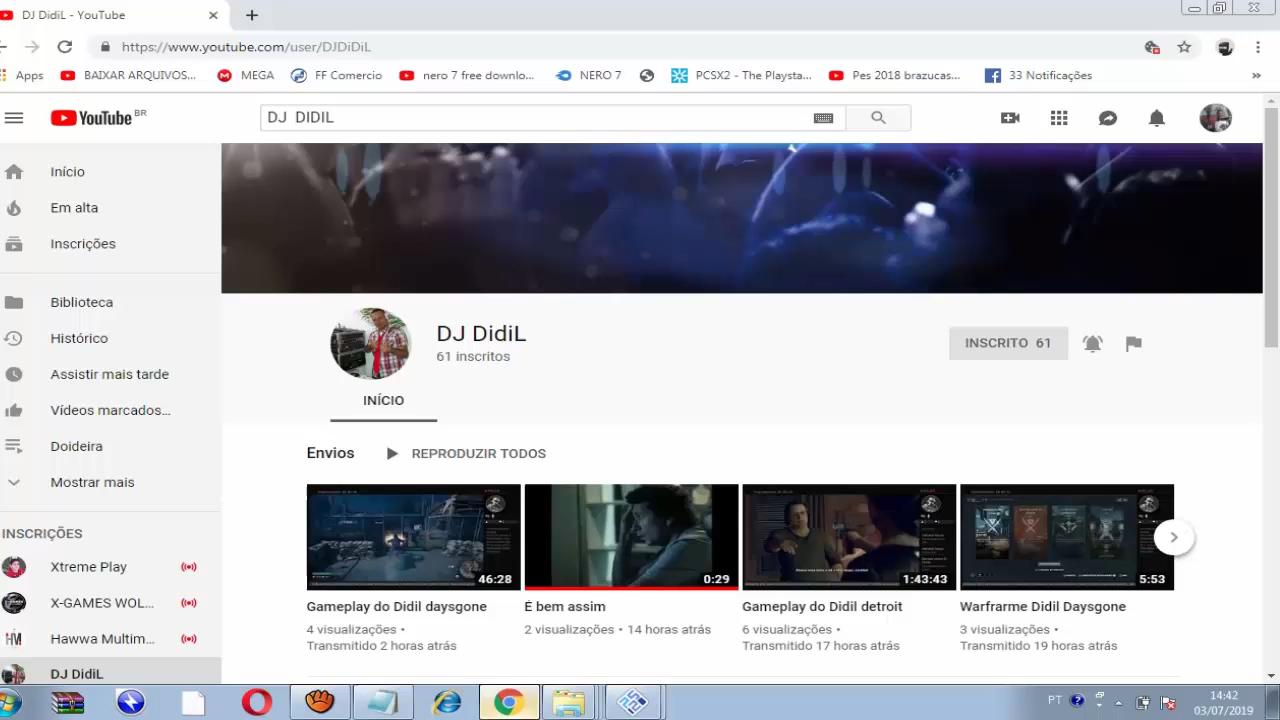 DJ DidiL - YouTube
https://www.youtube.com/user/DJDiDiL
Apps BAIXAR ARQUIVOS... MEGA FF Comercio nero 7 free downlo... NERO 7 PCSX2 - The Playsta... Pes 2018 brazucas... 33 Notificações »
YouTube BR
DJ DIDIL
Início
Em alta
Inscrições
Biblioteca
Histórico
Assistir mais tarde
Vídeos marcados...
Doideira
Mostrar mais
INSCRIÇÕES
Xtreme Play
X-GAMES WOL...
Hawwa Multim...
DJ DidiL
DJ DidiL
61 inscritos
INSCRITO 61
INÍCIO
Envios REPRODUZIR TODOS
46:28 0:29 1:43:43 5:53
Gameplay do Didil daysgone
4 visualizações •
Transmitido 2 horas atrás
É bem assim
2 visualizações • 14 horas atrás
Gameplay do Didil detroit
6 visualizações •
Transmitido 17 horas atrás
Warfrarme Didil Daysgone
3 visualizações •
Transmitido 19 horas atrás
PT
14:42
03/07/2019